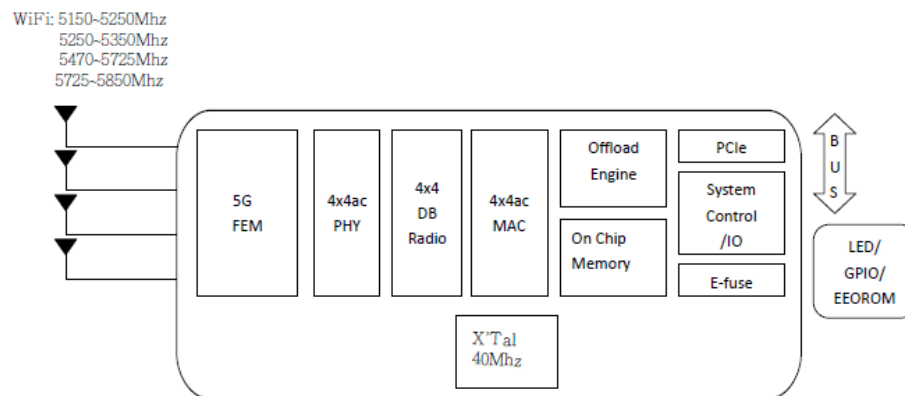 WiFi: 5150~5250Mhz
5250~5350Mhz
5470~5725Mhz
5725~5850Mhz
5G
FEM
4x4ac
PHY
4x4
DB
Radio
4x4ac
MAC
Offload
Engine
On Chip
Memory
PCIe
System
Control
/IO
E-fuse
B
U
S
LED/
GPIO/
EEOROM
X'Tal
40Mhz